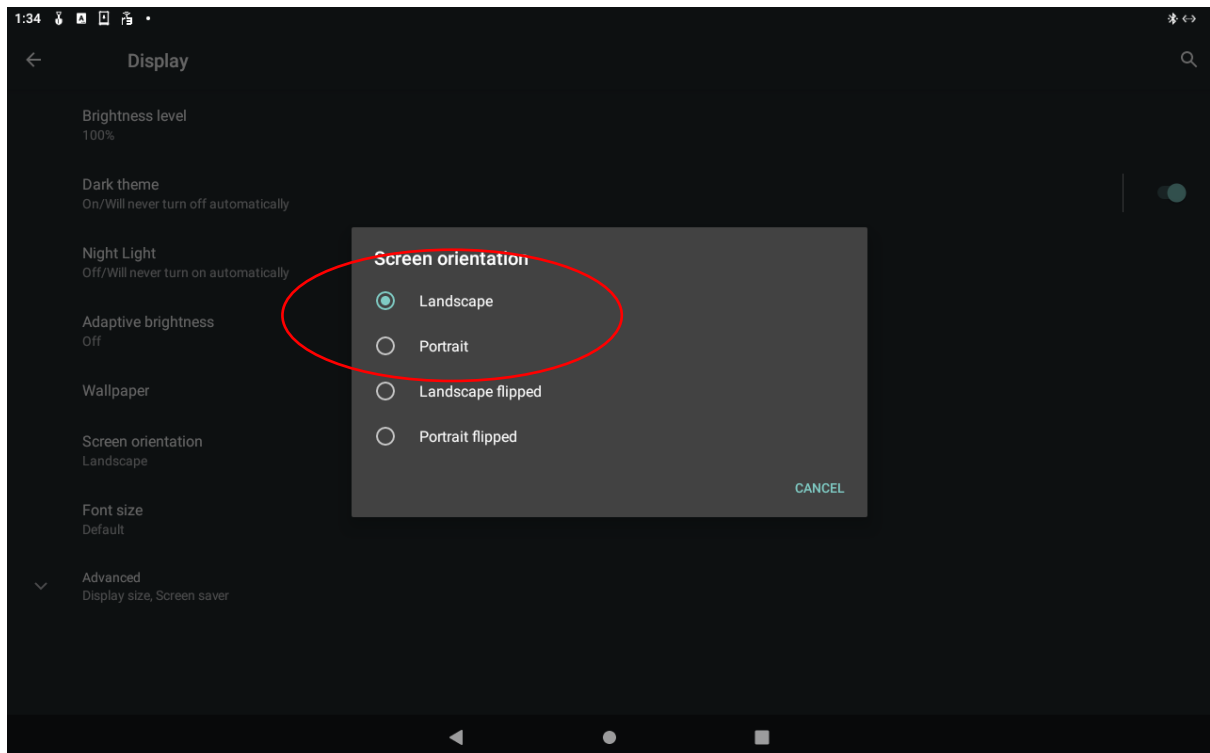 1:34
Display
Brightness level
100%
Dark theme
On/Will never turn off automatically
Night Light
Off/Will never turn on automatically
Adaptive brightness
Off
Wallpaper
Screen orientation
Landscape
Font size
Default
Advanced
Display size, Screen saver
Screen orientation
Landscape
Portrait
Landscape flipped
Portrait flipped
CANCEL